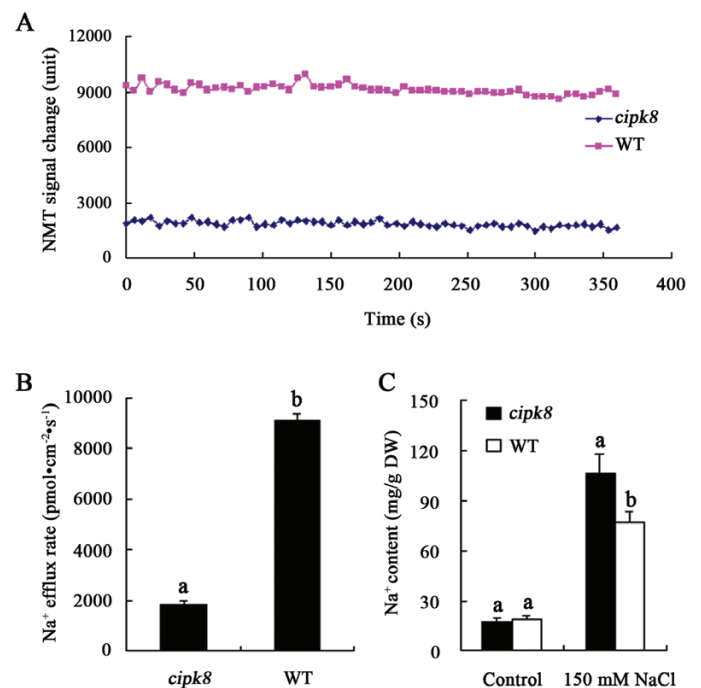 A
NMT signal change (unit)
12000
9000
6000
3000
0
0 50 100 150 200 250 300 350 400
Time (s)
cipk8
WT
B
Na⁺ efflux rate (pmol•cm⁻²•s⁻¹)
10000
8000
6000
4000
2000
0
a
b
cipk8 WT
C
Na⁺ content (mg/g DW)
150
120
90
60
30
0
cipk8
WT
a
a
a
b
Control 150 mM NaCl